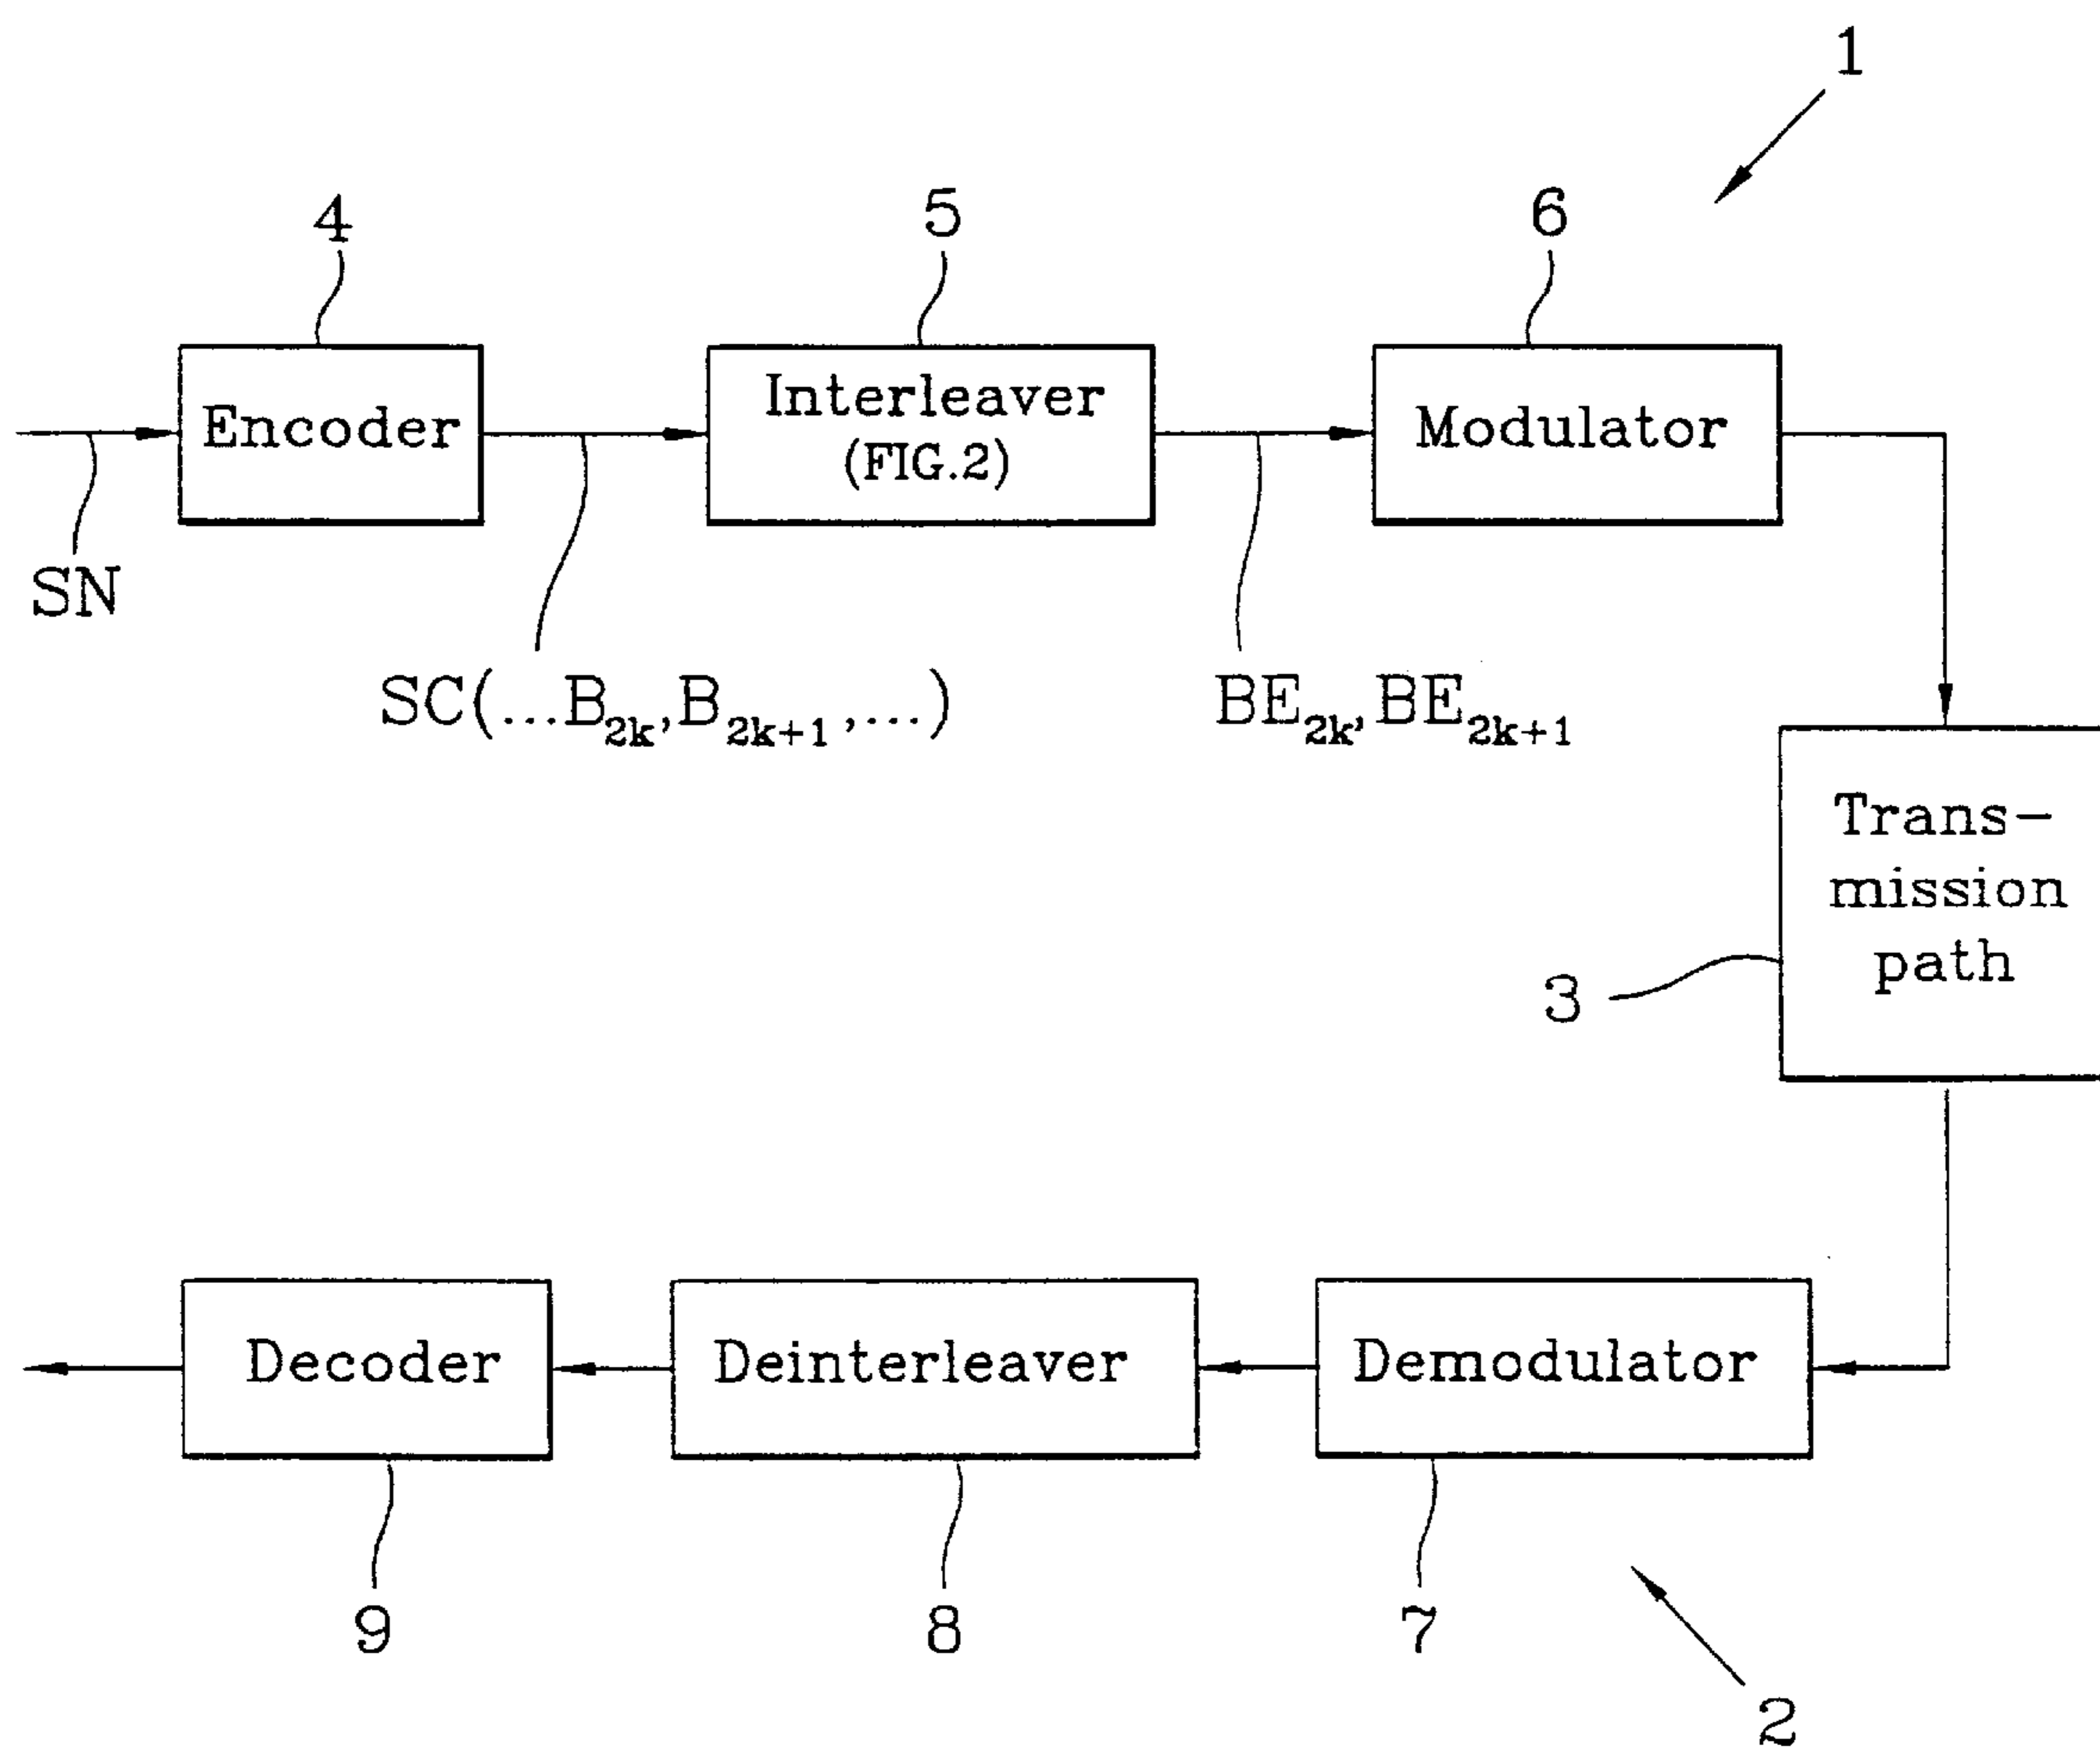 1
4
5
6
Encoder
Interleaver
(FIG.2)
Modulator
SN
SC(...B2k,B2k+1,...)
BE2k,BE2k+1
Trans-
mission
path
3
Decoder
Deinterleaver
Demodulator
9
8
7
2